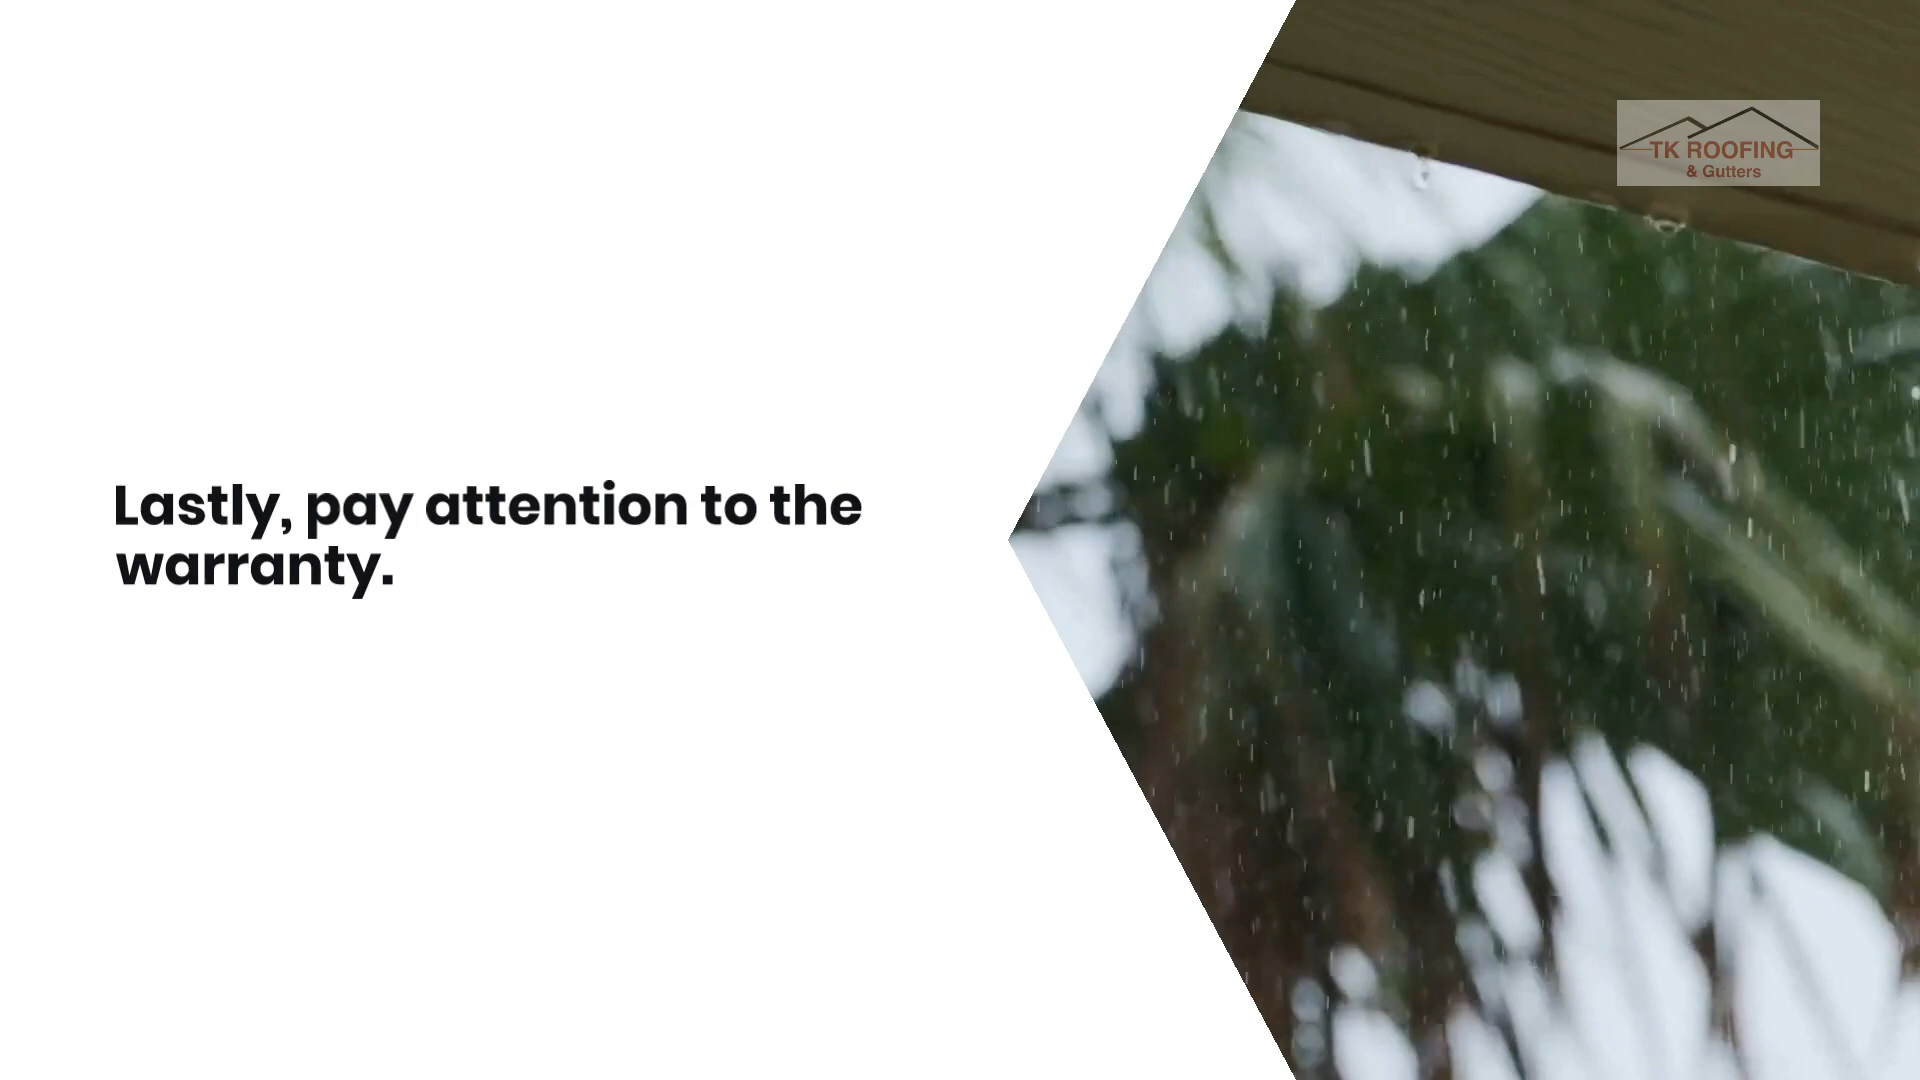 Lastly, pay attention to the
warranty.
TK ROOFING
& Gutters